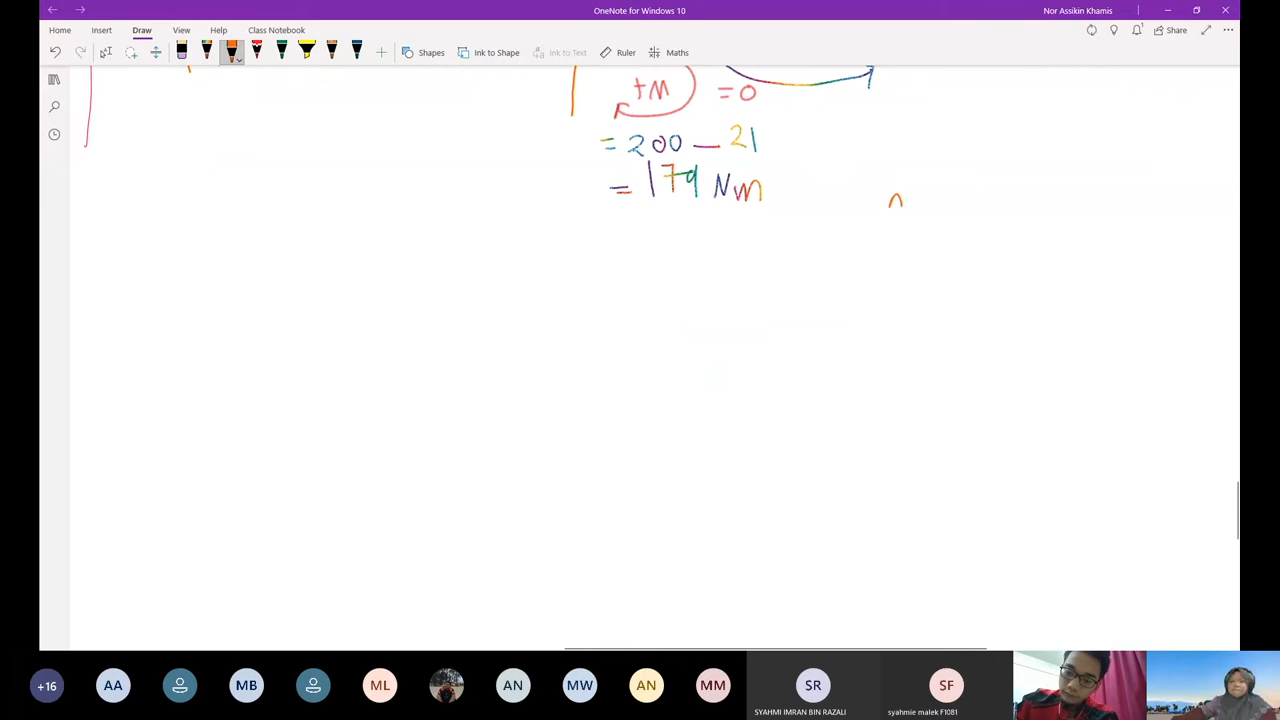 OneNote for Windows 10
Nor Assikin Khamis
Home Insert Draw View Help Class Notebook
Share
Shapes Ink to Shape Ink to Text Ruler Maths
+M = 0
= 200 - 21
= 179 Nm
+16 AA MB ML AN MW AN MM SR SF
SYAHMI IMRAN BIN RAZALI
syahmie malek F1081